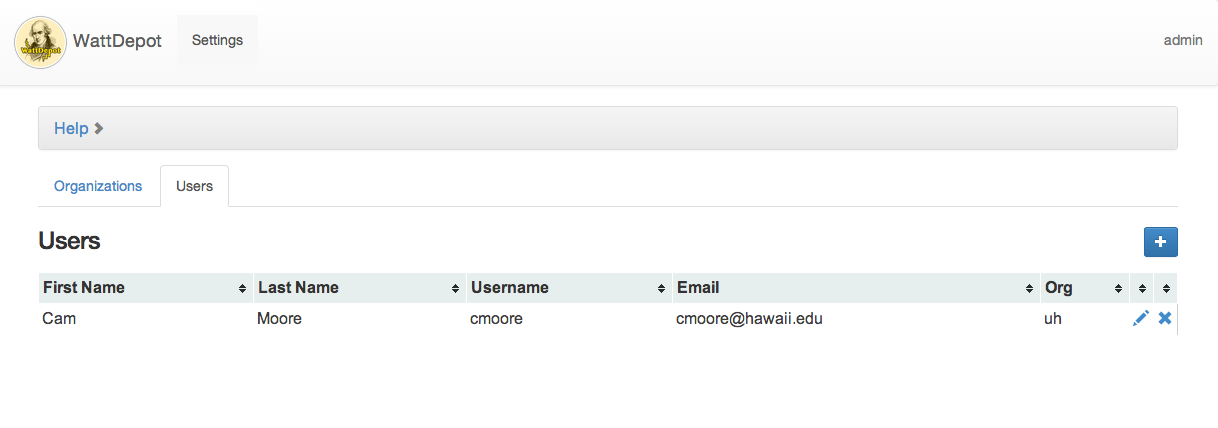 WattDepot WattDepot Settings admin
Help
Organizations Users
Users
+
First Name Last Name Username Email Org
Cam Moore cmoore cmoore@hawaii.edu uh